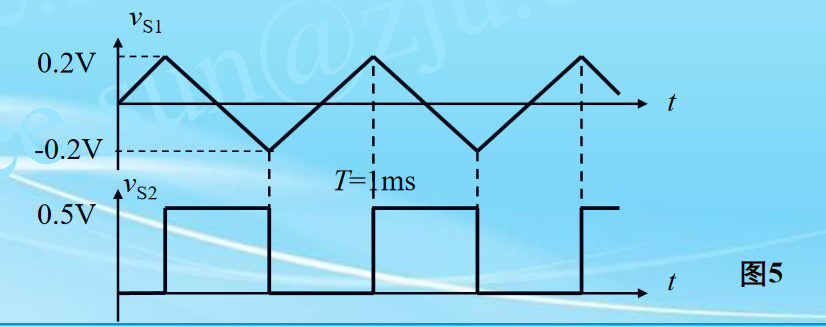 vS1
0.2V
t
-0.2V
T=1ms
vS2
0.5V
t
图5